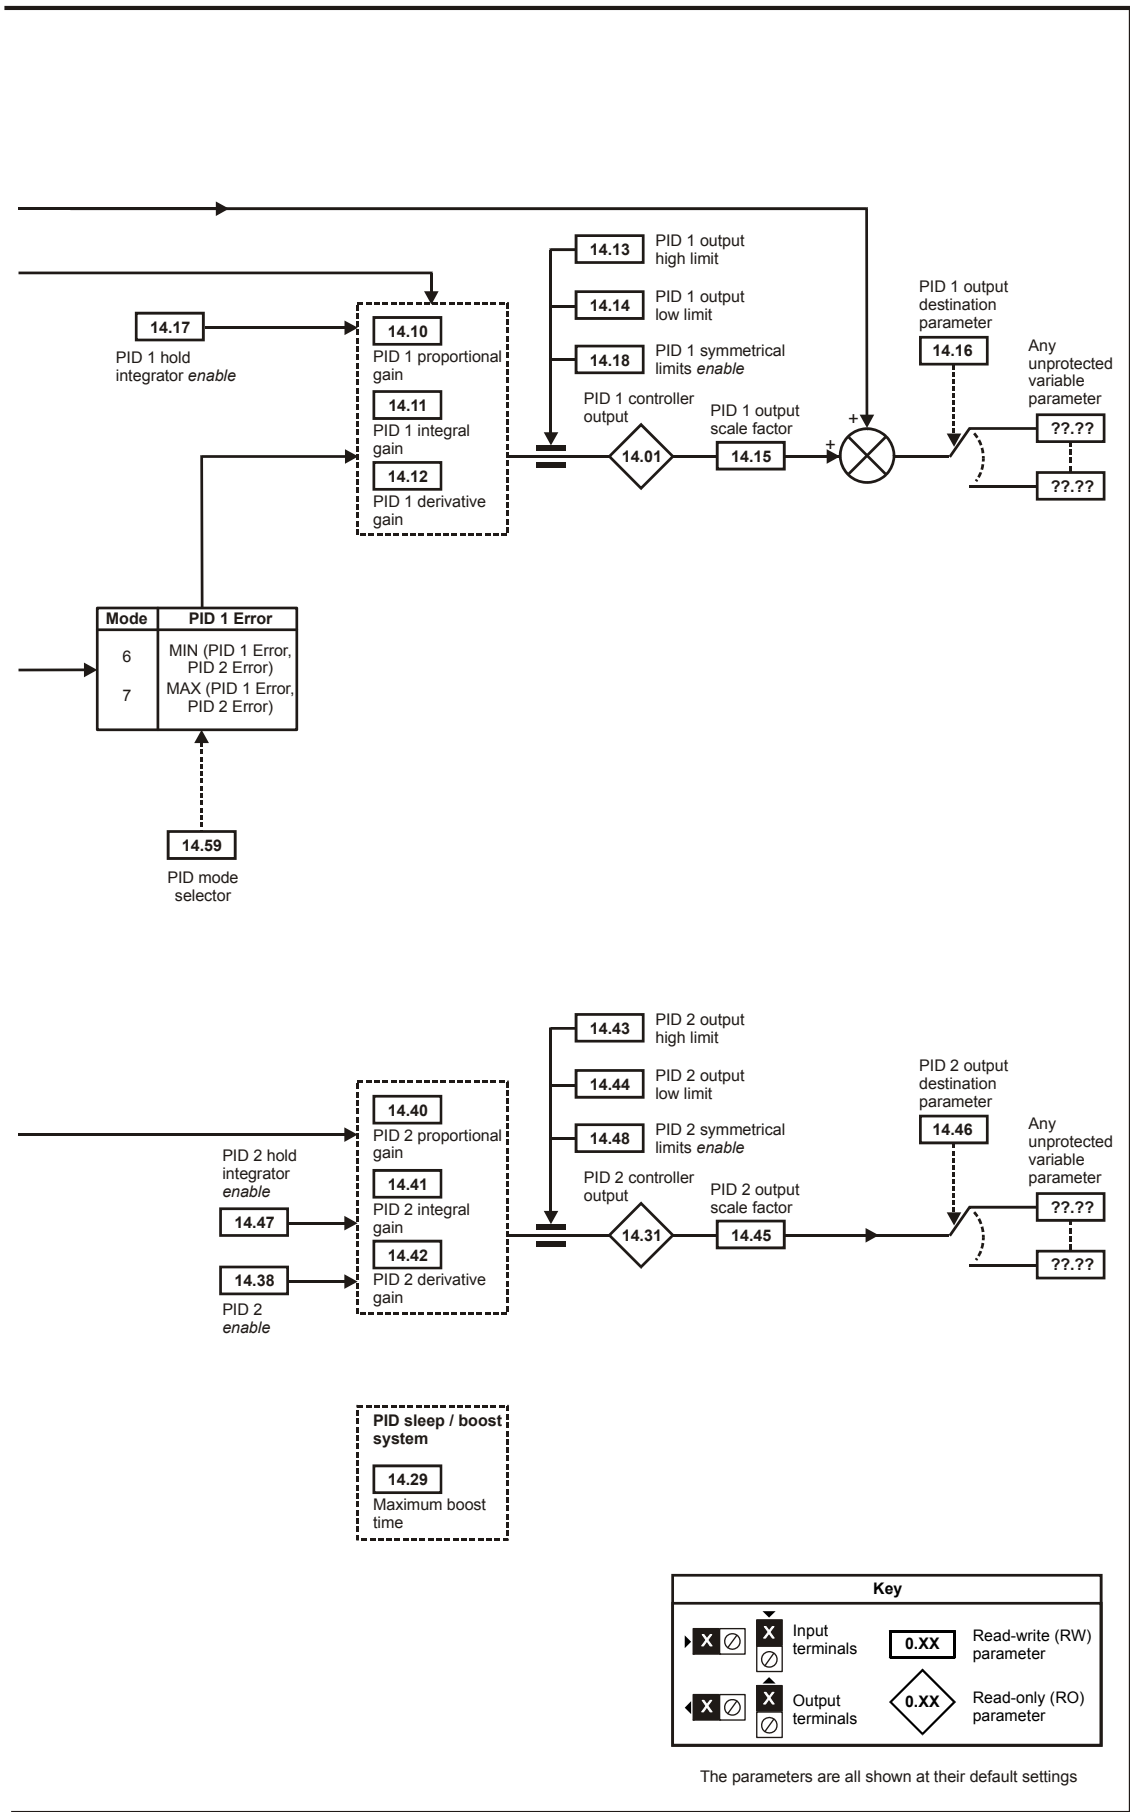 14.13
PID 1 output
high limit
14.14
PID 1 output
low limit
14.18
PID 1 symmetrical
limits enable
14.17
PID 1 hold
integrator enable
14.10
PID 1 proportional
gain
14.11
PID 1 integral
gain
14.12
PID 1 derivative
gain
PID 1 controller
output
14.01
PID 1 output
scale factor
14.15
+
+
PID 1 output
destination
parameter
14.16
Any
unprotected
variable
parameter
??.??
??.??
Mode PID 1 Error
6 MIN (PID 1 Error,
PID 2 Error)
7 MAX (PID 1 Error,
PID 2 Error)
14.59
PID mode
selector
14.43
PID 2 output
high limit
14.44
PID 2 output
low limit
14.48
PID 2 symmetrical
limits enable
14.40
PID 2 proportional
gain
14.41
PID 2 integral
gain
14.42
PID 2 derivative
gain
PID 2 hold
integrator
enable
14.47
14.38
PID 2
enable
PID 2 controller
output
14.31
PID 2 output
scale factor
14.45
PID 2 output
destination
parameter
14.46
Any
unprotected
variable
parameter
??.??
??.??
PID sleep / boost
system
14.29
Maximum boost
time
Key
X
X
Input
terminals
0.XX
Read-write (RW)
parameter
X
X
Output
terminals
0.XX
Read-only (RO)
parameter
The parameters are all shown at their default settings